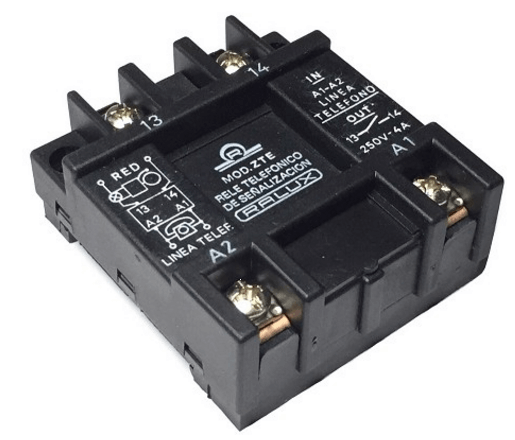 13
14
RED
13 14
A2 A1
LINEA TELEF.
A2
R
MOD. ZTE
RELE TELEFONICO
DE SEÑALIZACION
RALUX
IN
A1-A2
LINEA
TELEFONO
OUT:
13 14
250V-4A
A1